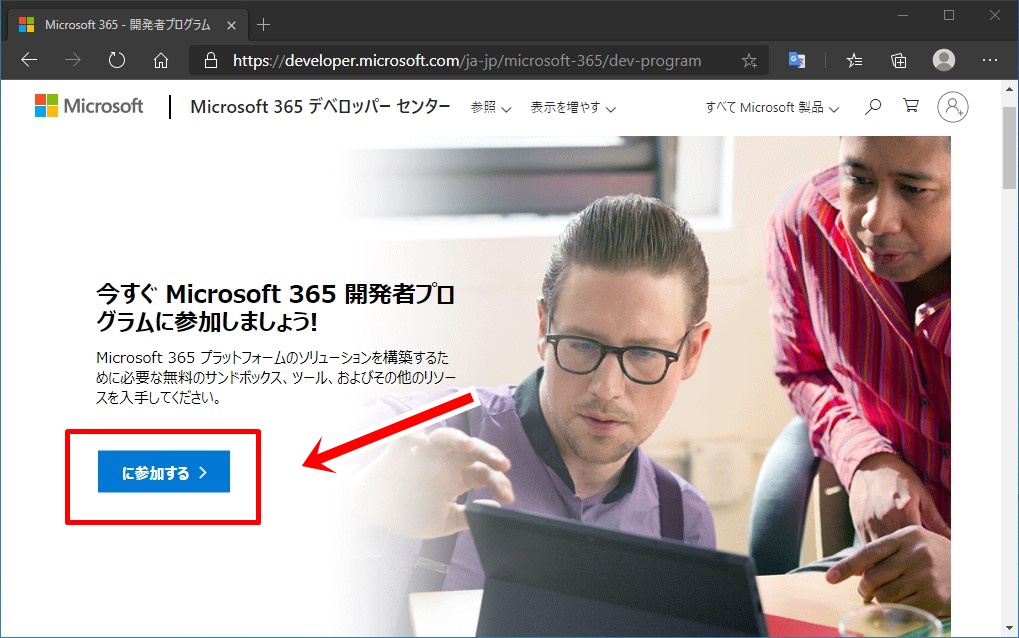 Microsoft 365 - 開発者プログラム
https://developer.microsoft.com/ja-jp/microsoft-365/dev-program
Microsoft
Microsoft 365 デベロッパー センター
参照
表示を増やす
すべて Microsoft 製品
今すぐ Microsoft 365 開発者プロ
グラムに参加しましょう!
Microsoft 365 プラットフォームのソリューションを構築するた
めに必要な無料のサンドボックス、ツール、およびその他のリソー
スを入手してください。
に参加する